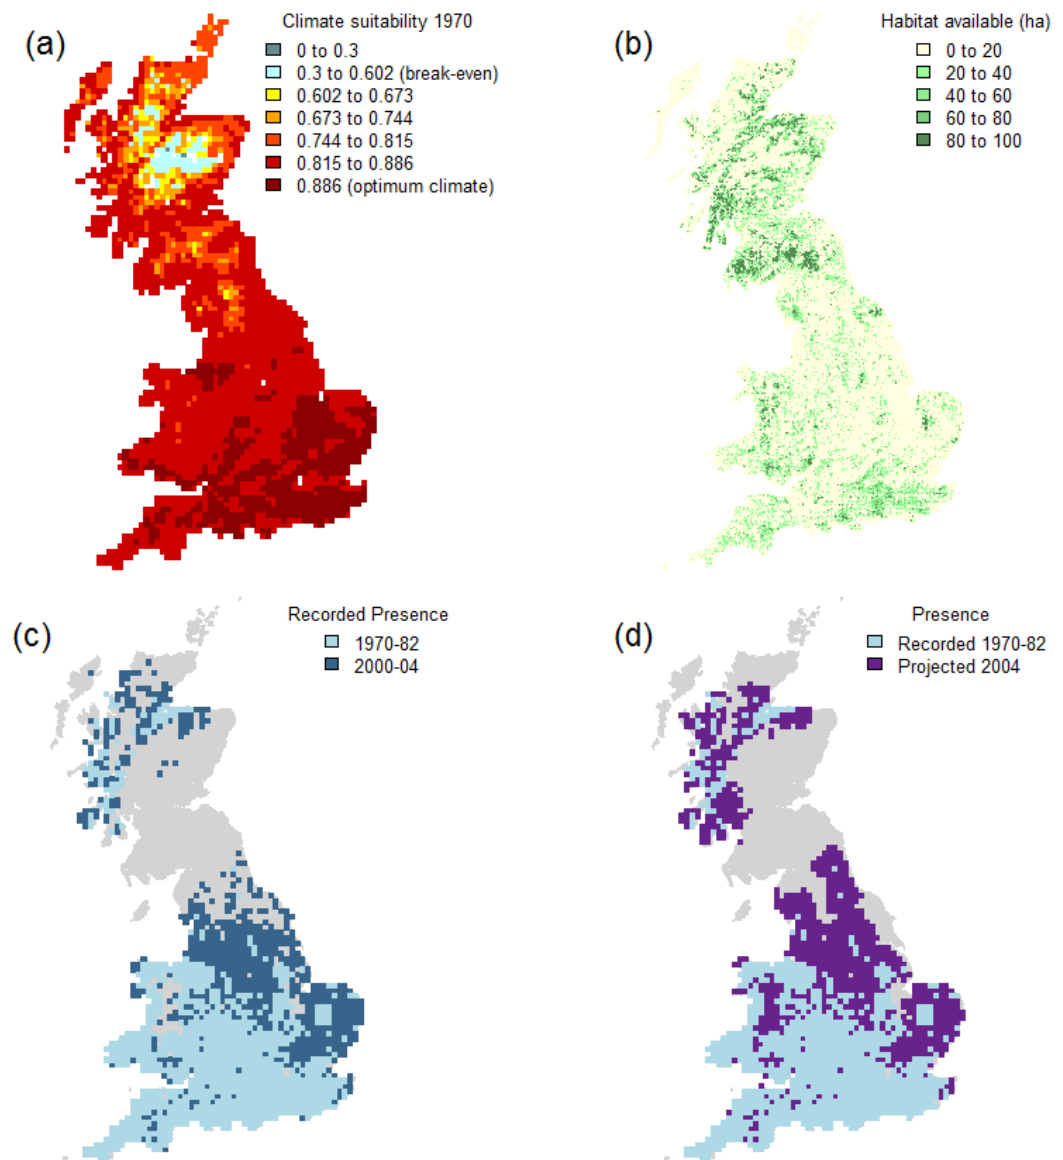 (a)
Climate suitability 1970
0 to 0.3
0.3 to 0.602 (break-even)
0.602 to 0.673
0.673 to 0.744
0.744 to 0.815
0.815 to 0.886
0.886 (optimum climate)
(b)
Habitat available (ha)
0 to 20
20 to 40
40 to 60
60 to 80
80 to 100
(c)
Recorded Presence
1970-82
2000-04
(d)
Presence
Recorded 1970-82
Projected 2004